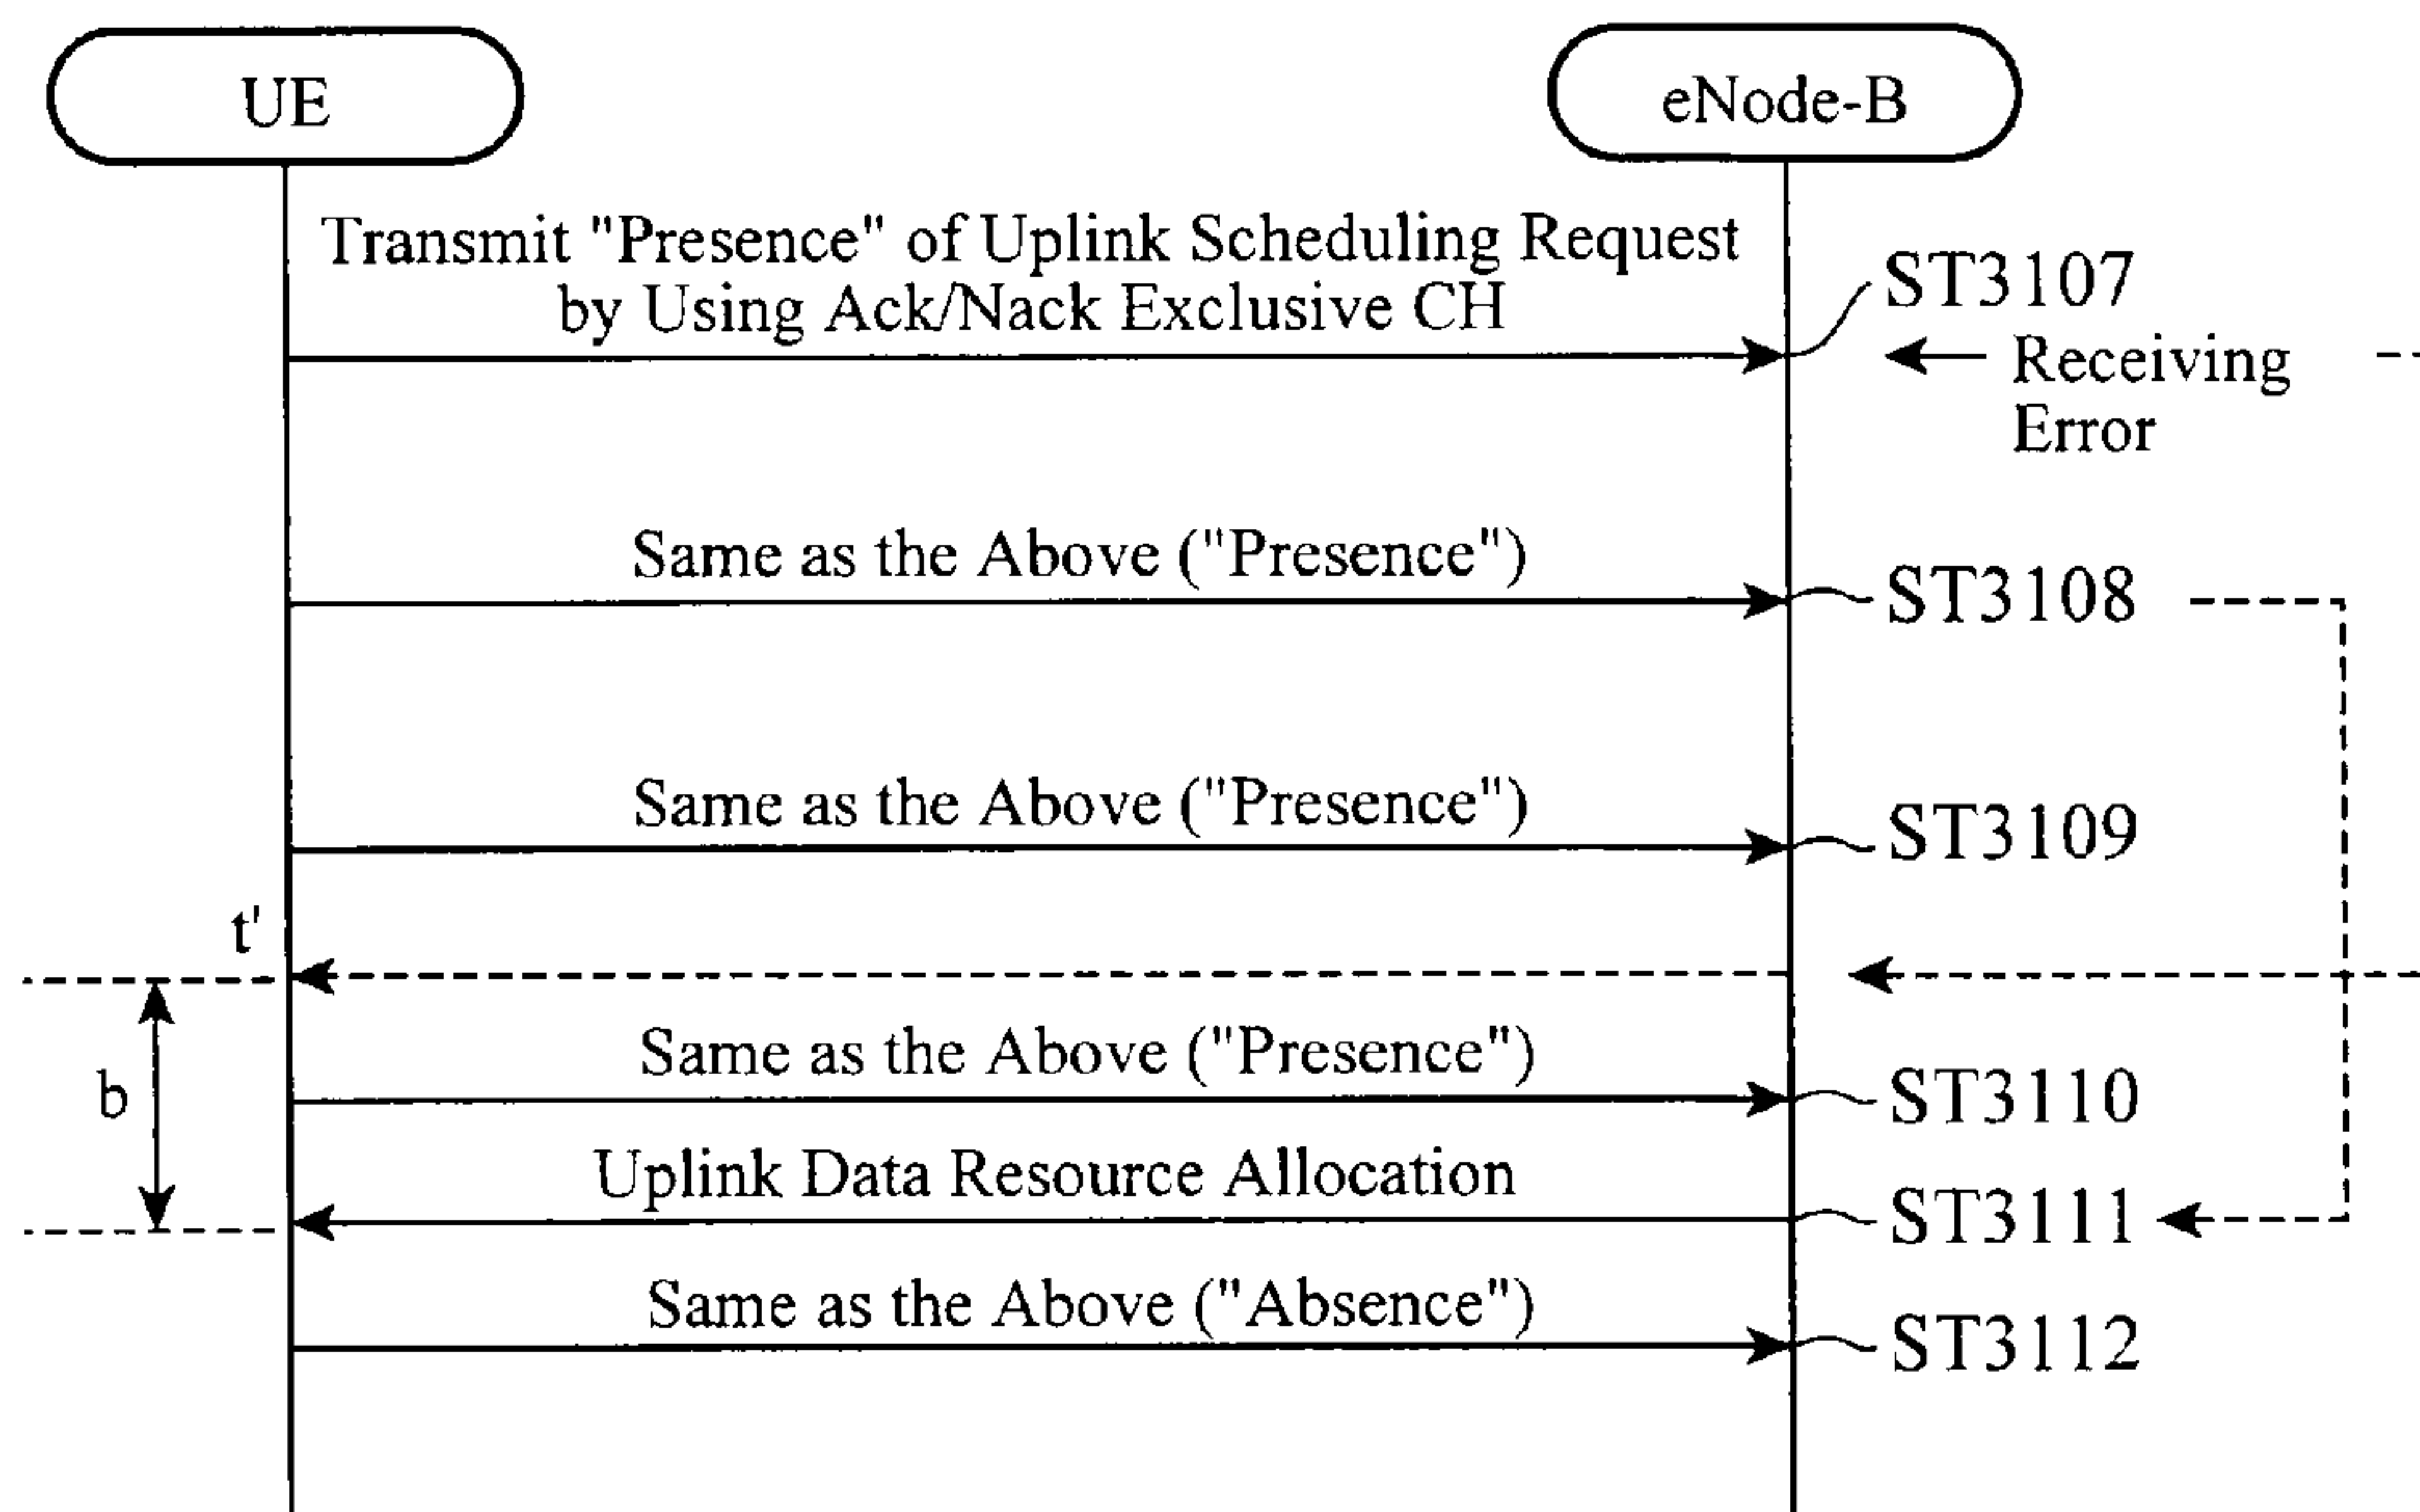 UE
eNode-B
Transmit "Presence" of Uplink Scheduling Request
by Using Ack/Nack Exclusive CH
ST3107
Receiving
Error
Same as the Above ("Presence")
ST3108
Same as the Above ("Presence")
ST3109
t'
Same as the Above ("Presence")
b
ST3110
Uplink Data Resource Allocation
ST3111
Same as the Above ("Absence")
ST3112